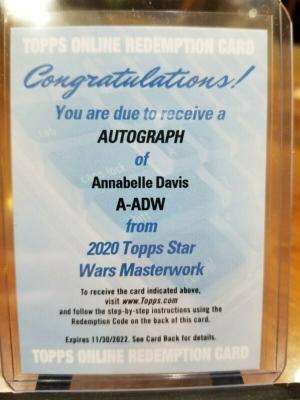 TOPPS ONLINE REDEMPTION CARD
Congratulations!
You are due to receive a
AUTOGRAPH
of
Annabelle Davis
A-ADW
from
2020 Topps Star
Wars Masterwork
To receive the card indicated above,
visit www.Topps.com
and follow the step-by-step instructions using the
Redemption Code on the back of this card.
Expires 11/30/2022. See Card Back for details.
TOPPS ONLINE REDEMPTION CARD